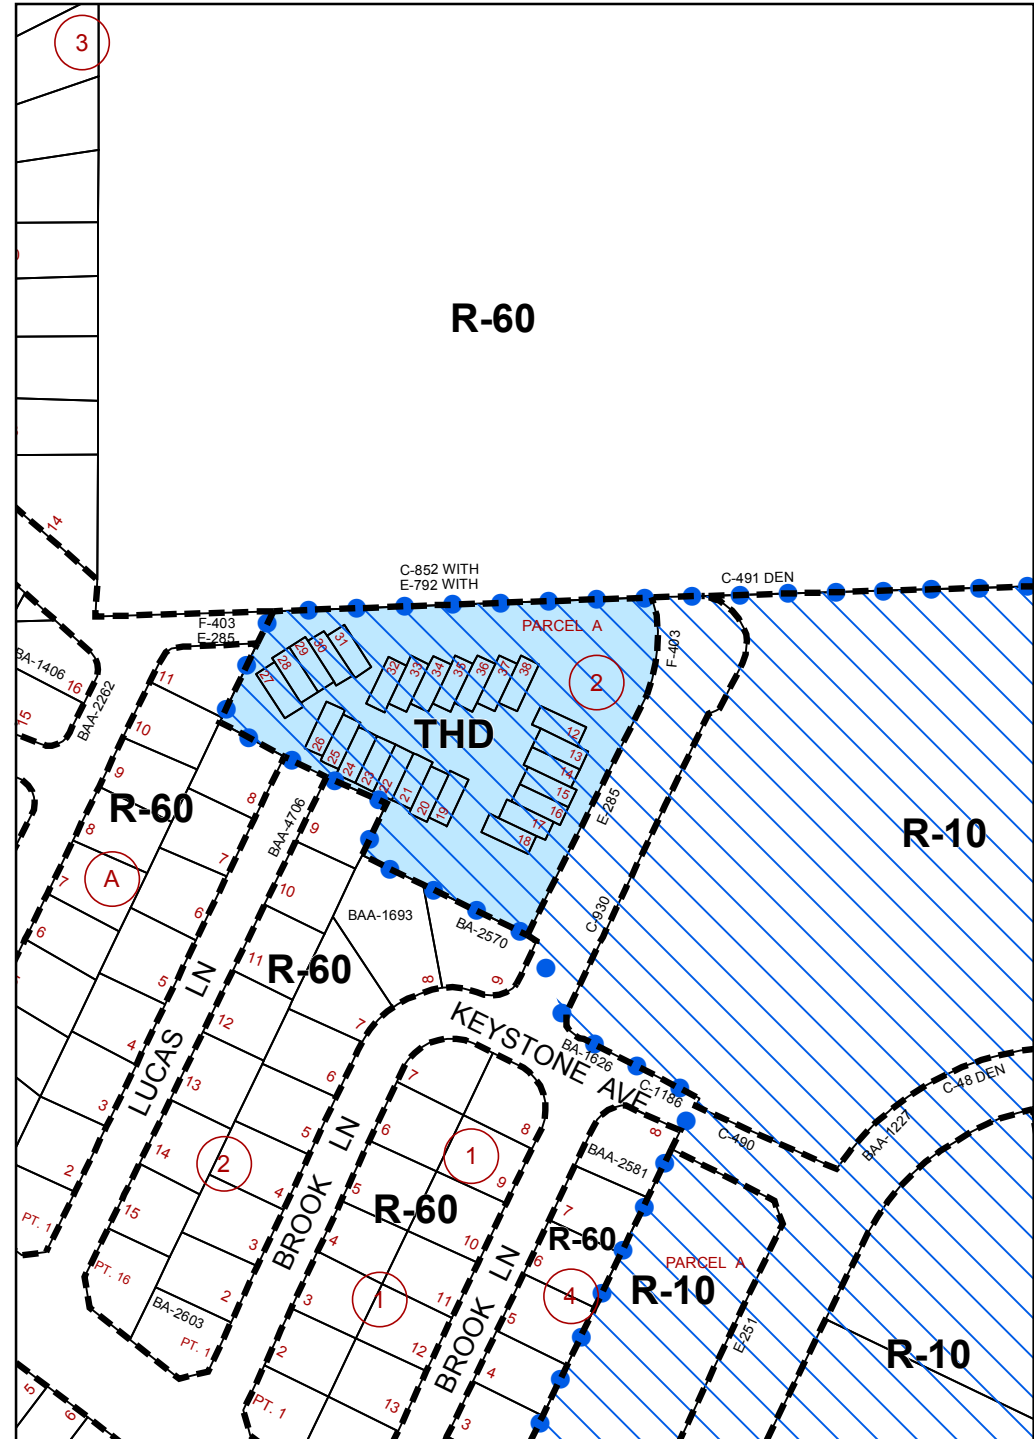 3
R-60
14
C-852 WITH
E-792 WITH
C-491 DEN
F-403
E-285
PARCEL A
F-403
2
BA-1406
16
15
BAA-2262
27
28
29
30
31
32
33
34
35
36
37
38
THD
26
25
24
23
22
21
20
19
12
13
14
15
16
17
18
E-285
R-10
C-930
11
10
9
8
7
6
R-60
A
8
7
6
5
4
3
2
PT. 1
BAA-4706
9
10
11
12
13
14
15
PT. 16
LUCAS LN
R-60
BAA-1693
BA-2570
8
9
7
6
5
4
3
2
PT. 1
2
BA-2603
BROOK LN
KEYSTONE AVE
BA-1626
C-1186
C-490
BAA-1227
C-48 DEN
7
6
5
4
3
2
PT. 1
1
R-60
1
8
9
10
11
12
13
BROOK LN
8
BAA-2581
7
6
5
4
3
R-60
4
PARCEL A
R-10
E-251
R-10
5
6